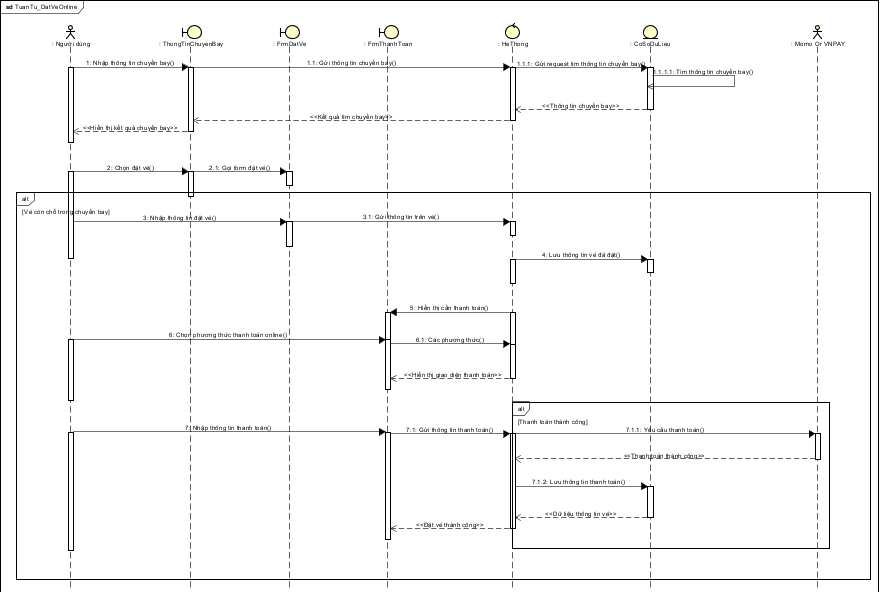 sd TuanTu_DatVeOnline
: Người dùng
: ThongTinChuyenBay
: FrmDatVe
: FrmThanhToan
: HeThong
: CoSoDuLieu
: Momo Or VNPAY
1: Nhập thông tin chuyến bay()
1.1: Gửi thông tin chuyến bay()
1.1.1: Gửi request tìm thông tin chuyến bay()
1.1.1.1: Tìm thông tin chuyến bay()
<<Thông tin chuyến bay>>
<<Kết quả tìm chuyến bay>>
<<Hiển thị kết quả chuyến bay>>
2: Chọn đặt vé()
2.1: Gọi form đặt vé()
alt
[Vé còn chỗ trong chuyến bay]
3: Nhập thông tin đặt vé()
3.1: Gửi thông tin trên vé()
4: Lưu thông tin vé đã đặt()
5: Hiển thị cần thanh toán()
6: Chọn phương thức thanh toán online()
6.1: Các phương thức()
<<Hiển thị giao diện thanh toán>>
alt
[Thanh toán thành công]
7: Nhập thông tin thanh toán()
7.1: Gửi thông tin thanh toán()
7.1.1: Yêu cầu thanh toán()
<<Thanh toán thành công>>
7.1.2: Lưu thông tin thanh toán()
<<Dữ liệu thông tin vé>>
<<Đặt vé thành công>>